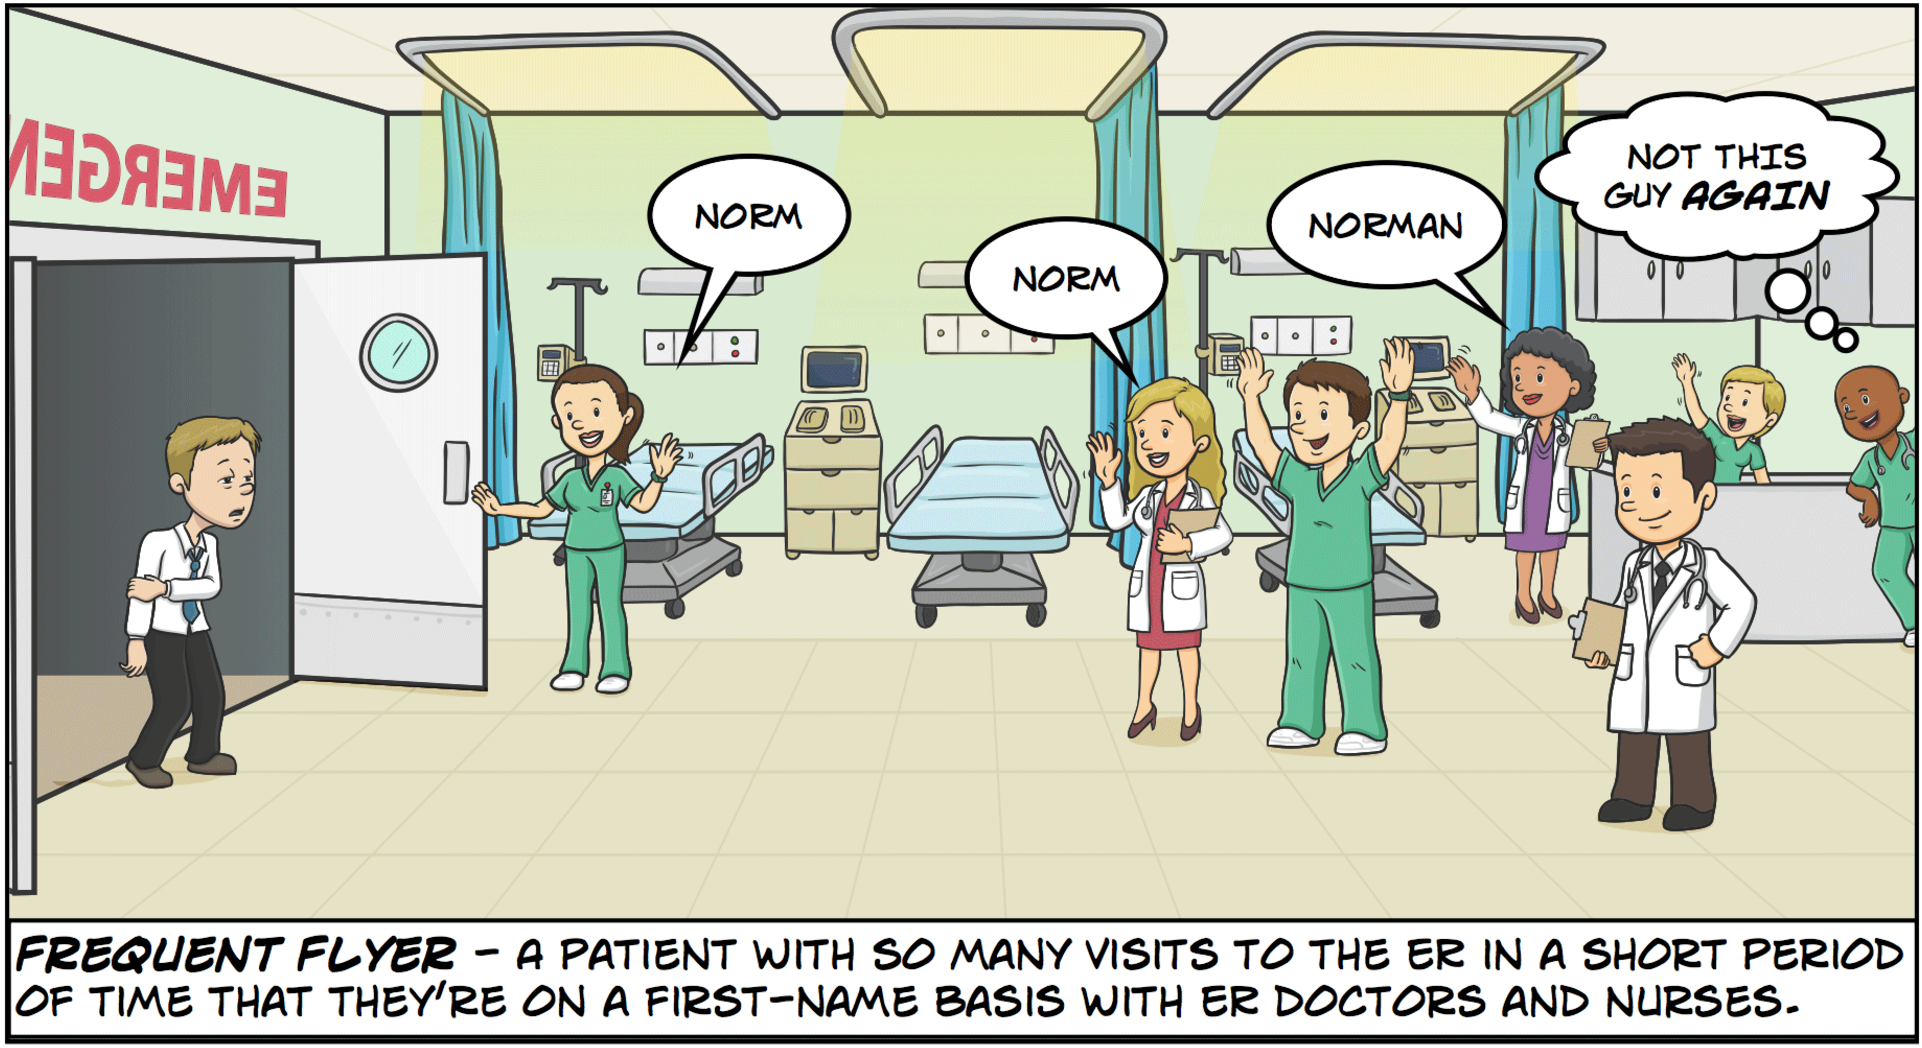 EMERGEN
NORM
NORM
NORMAN
NOT THIS
GUY AGAIN
FREQUENT FLYER - A PATIENT WITH SO MANY VISITS TO THE ER IN A SHORT PERIOD
OF TIME THAT THEY'RE ON A FIRST-NAME BASIS WITH ER DOCTORS AND NURSES.